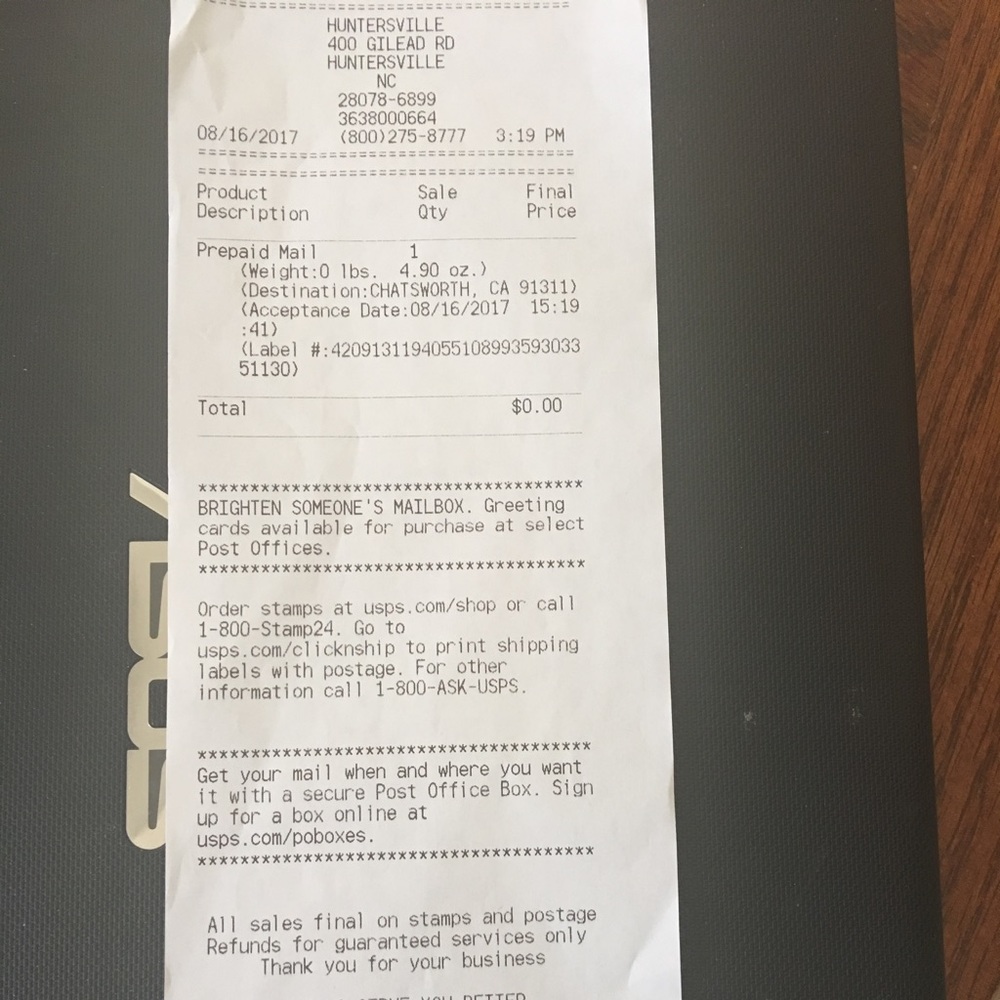 HUNTERSVILLE
400 GILEAD RD
HUNTERSVILLE
NC
28078-6899
3638000664
08/16/2017 (800)275-8777 3:19 PM
Product Sale Final
Description Qty Price
Prepaid Mail 1
(Weight:0 lbs. 4.90 oz.)
(Destination:CHATSWORTH, CA 91311)
(Acceptance Date:08/16/2017 15:19
:41)
(Label #:4209131194055108993593033
51130)
Total $0.00
***************************************
BRIGHTEN SOMEONE'S MAILBOX. Greeting
cards available for purchase at select
Post Offices.
***************************************
Order stamps at usps.com/shop or call
1-800-Stamp24. Go to
usps.com/clicknship to print shipping
labels with postage. For other
information call 1-800-ASK-USPS.
***************************************
Get your mail when and where you want
it with a secure Post Office Box. Sign
up for a box online at
usps.com/poboxes.
***************************************
All sales final on stamps and postage
Refunds for guaranteed services only
Thank you for your business